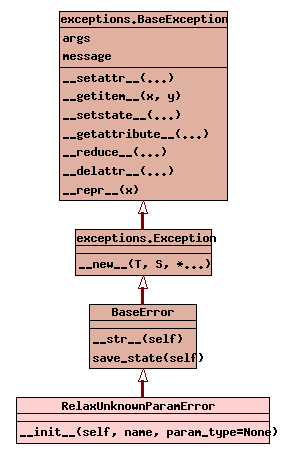 exceptions.BaseException
args
message
__setattr__(...)
__getitem__(x, y)
__setstate__(...)
__getattribute__(...)
__reduce__(...)
__delattr__(...)
__repr__(x)
exceptions.Exception
__new__(T, S, *...)
BaseError
__str__(self)
save_state(self)
RelaxUnknownParamError
__init__(self, name, param_type=None)